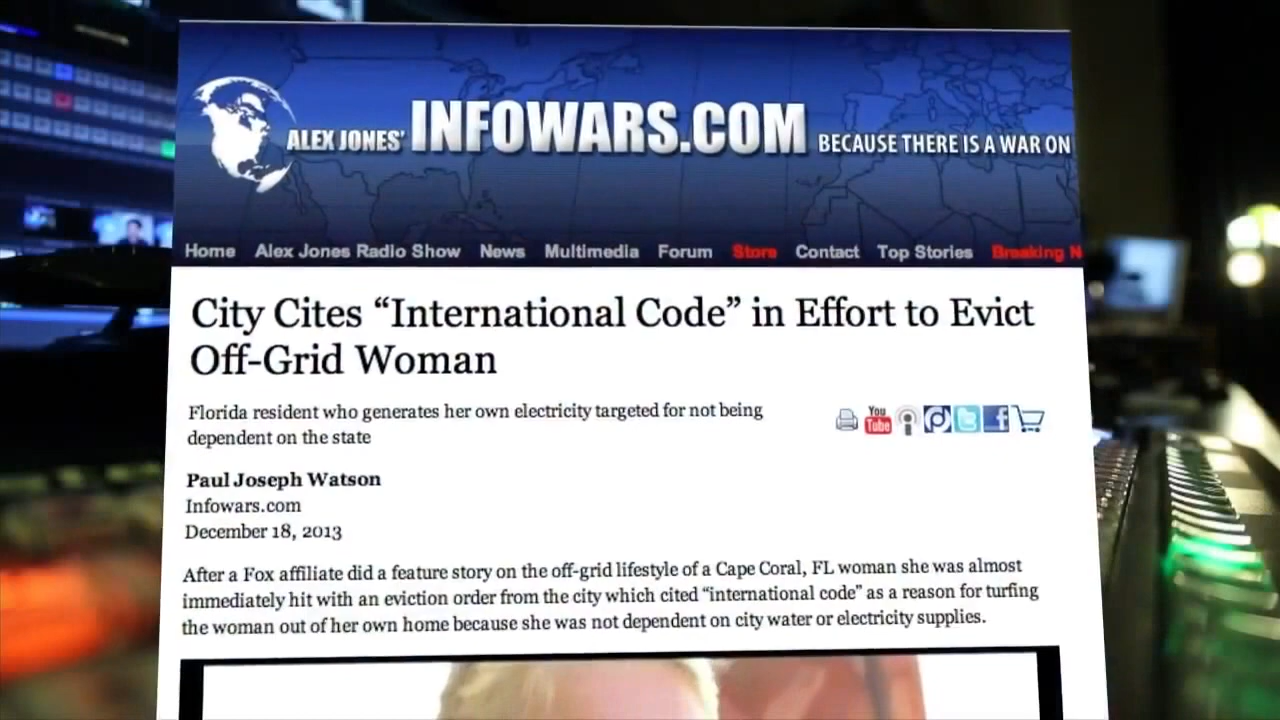 ALEX JONES' INFOWARS.COM BECAUSE THERE IS A WAR ON
Home Alex Jones Radio Show News Multimedia Forum Store Contact Top Stories Breaking N
City Cites “International Code” in Effort to Evict
Off-Grid Woman
Florida resident who generates her own electricity targeted for not being
dependent on the state
You
Tube
Paul Joseph Watson
Infowars.com
December 18, 2013
After a Fox affiliate did a feature story on the off-grid lifestyle of a Cape Coral, FL woman she was almost
immediately hit with an eviction order from the city which cited “international code” as a reason for turfing
the woman out of her own home because she was not dependent on city water or electricity supplies.